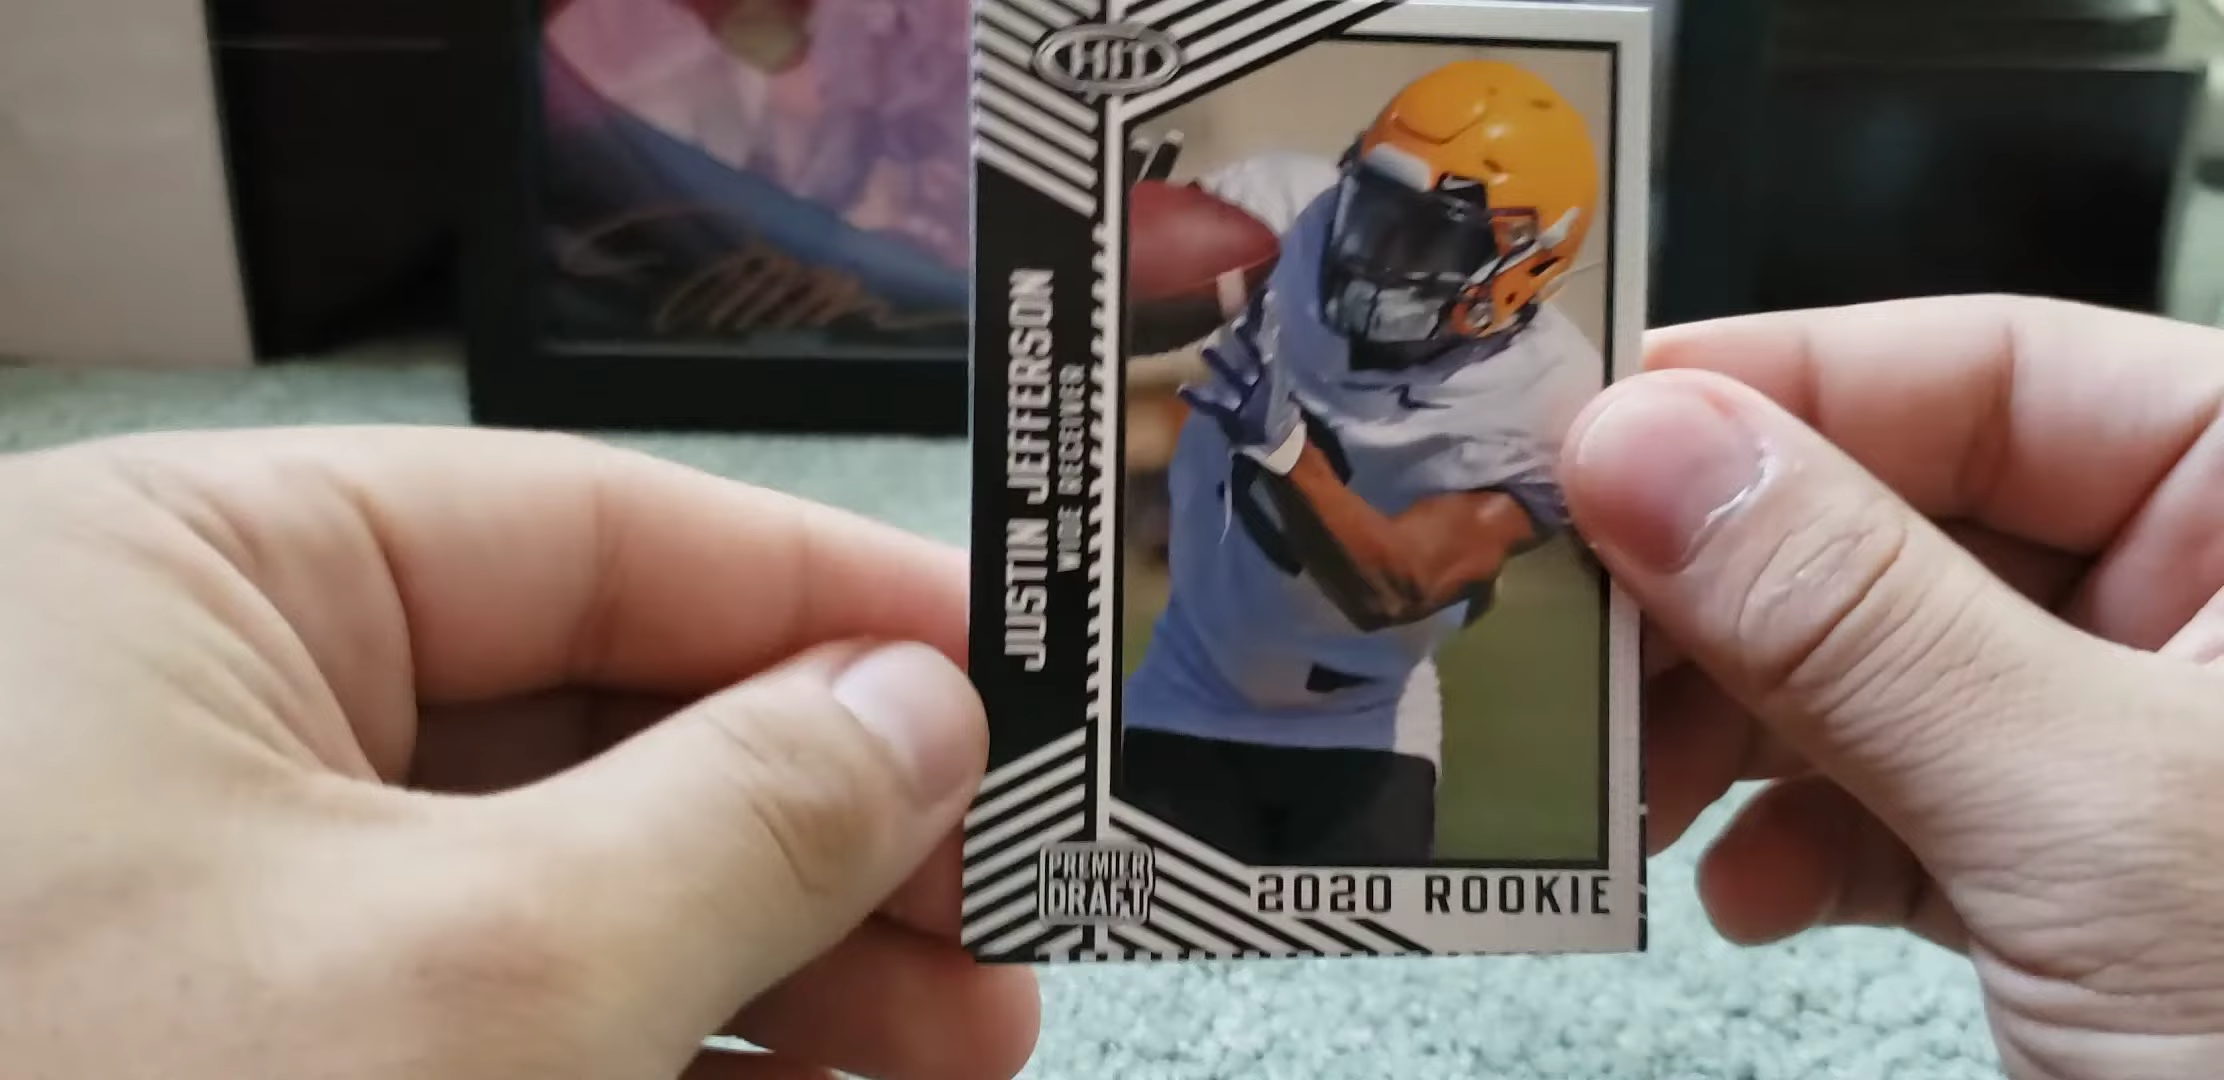 HIT
JUSTIN JEFFERSON
WIDE RECEIVER
PREMIER
DRAFT
2020 ROOKIE